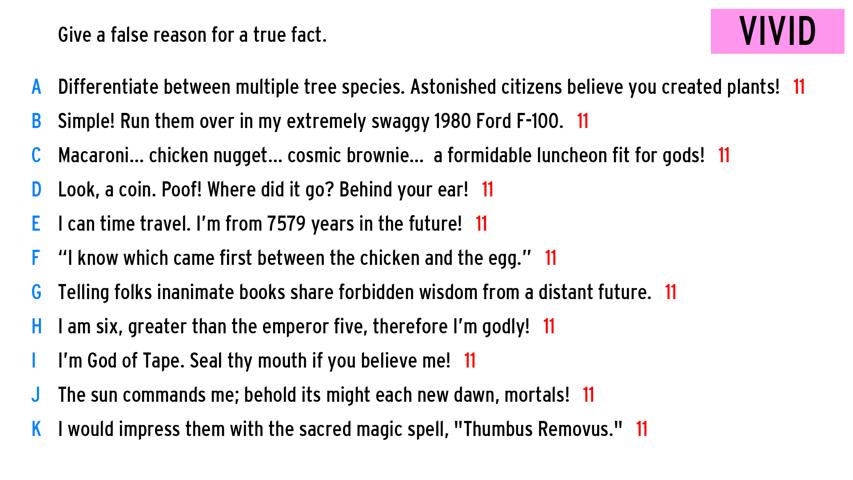 Give a false reason for a true fact.
VIVID
A Differentiate between multiple tree species. Astonished citizens believe you created plants! 11
B Simple! Run them over in my extremely swaggy 1980 Ford F-100. 11
C Macaroni... chicken nugget... cosmic brownie... a formidable luncheon fit for gods! 11
D Look, a coin. Poof! Where did it go? Behind your ear! 11
E I can time travel. I'm from 7579 years in the future! 11
F “I know which came first between the chicken and the egg.” 11
G Telling folks inanimate books share forbidden wisdom from a distant future. 11
H I am six, greater than the emperor five, therefore I'm godly! 11
I I'm God of Tape. Seal thy mouth if you believe me! 11
J The sun commands me; behold its might each new dawn, mortals! 11
K I would impress them with the sacred magic spell, "Thumbus Removus." 11